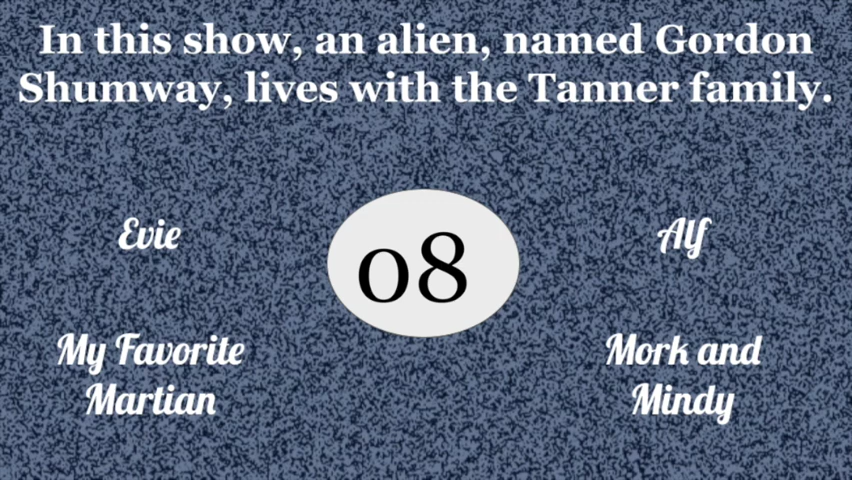 In this show, an alien, named Gordon
Shumway, lives with the Tanner family.
Evie
Alf
08
My Favorite
Martian
Mork and
Mindy